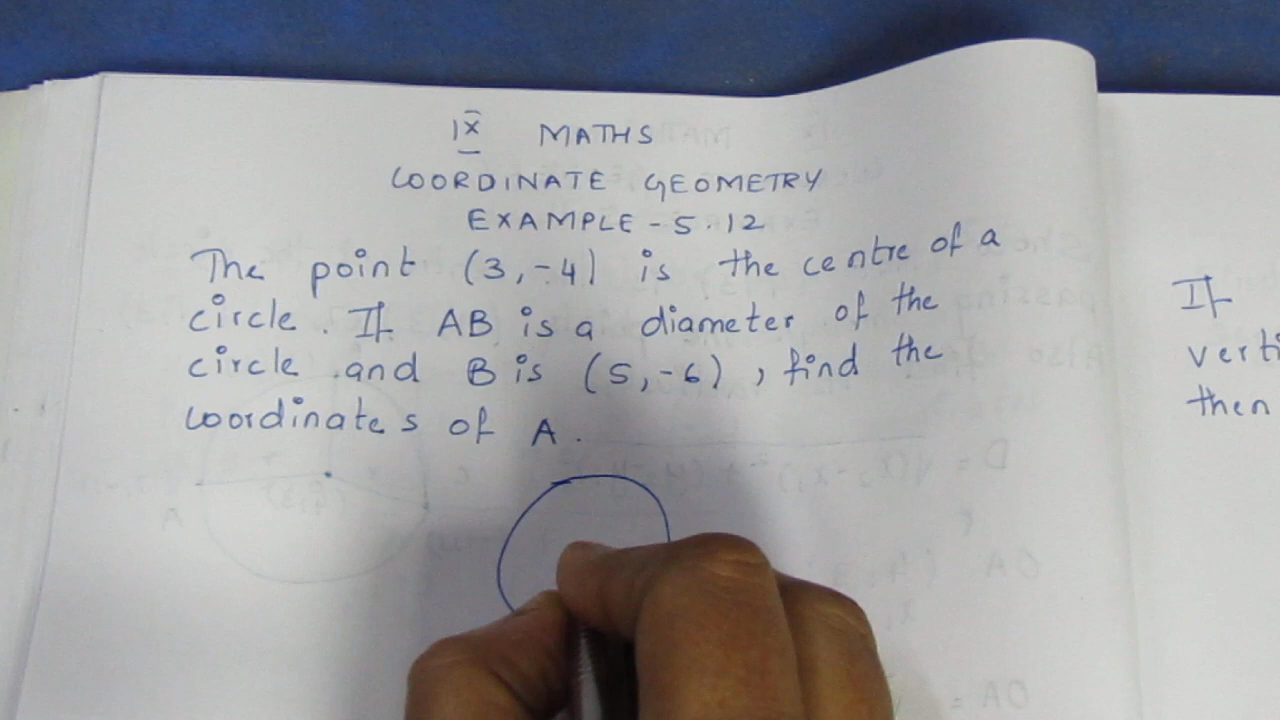 IX MATHS
COORDINATE GEOMETRY
EXAMPLE - 5.12
The point (3,-4) is the centre of a
circle. If AB is a diameter of the
circle and B is (5,-6), find the
coordinates of A.
If
verti
then